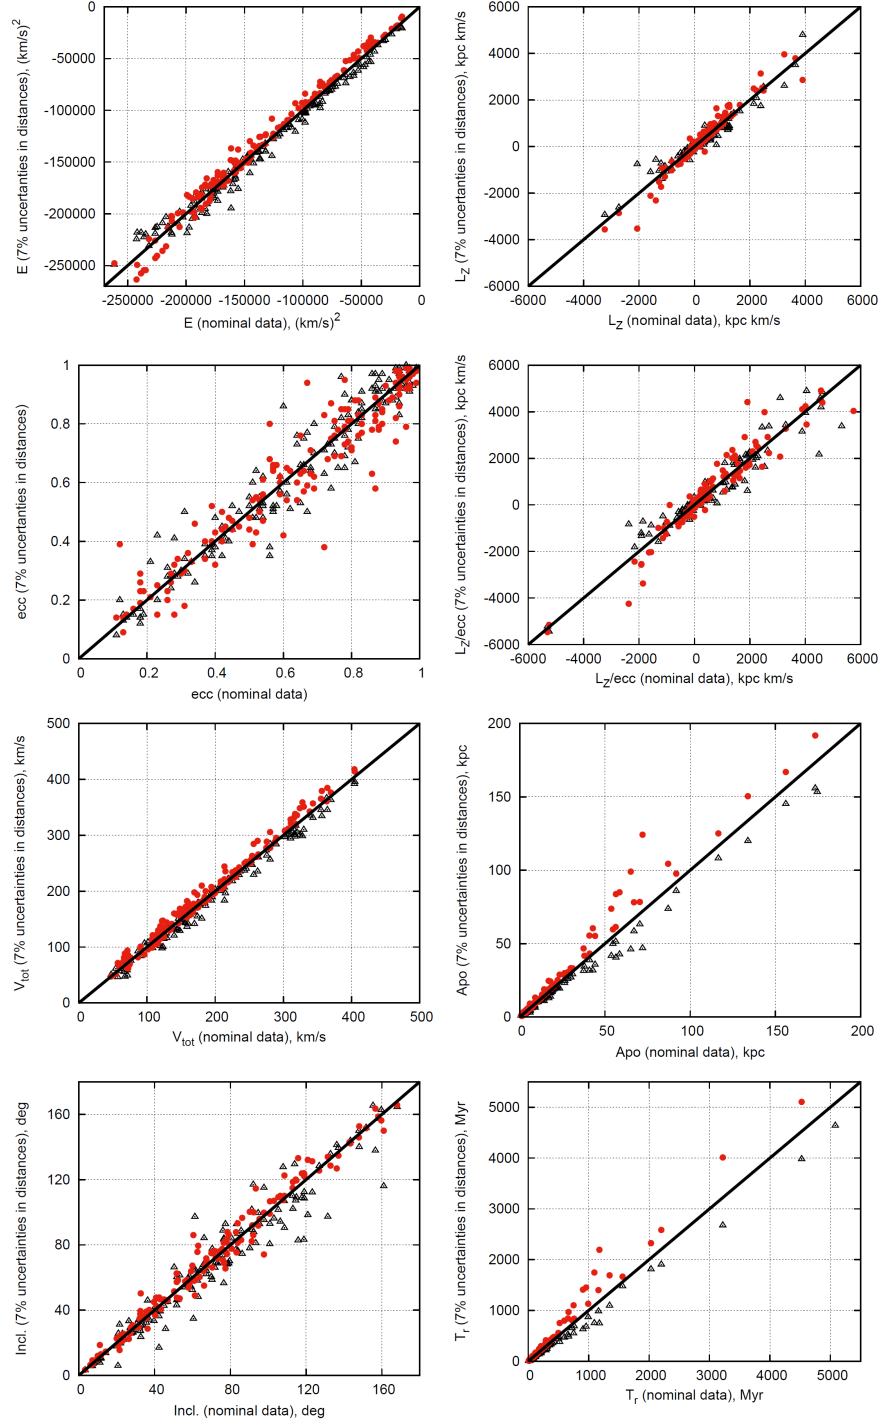 E (7% uncertainties in distances), (km/s)²
0
-50000
-100000
-150000
-200000
-250000
-250000 -200000 -150000 -100000 -50000 0
E (nominal data), (km/s)²
L_Z (7% uncertainties in distances), kpc km/s
6000
4000
2000
0
-2000
-4000
-6000
-6000 -4000 -2000 0 2000 4000 6000
L_Z (nominal data), kpc km/s
ecc (7% uncertanties in distances)
1
0.8
0.6
0.4
0.2
0
0.2 0.4 0.6 0.8 1
ecc (nominal data)
L_Z/ecc (7% uncertainties in distances), kpc km/s
6000
4000
2000
0
-2000
-4000
-6000
-6000 -4000 -2000 0 2000 4000 6000
L_Z/ecc (nominal data), kpc km/s
V_tot (7% uncertainties in distances), km/s
500
400
300
200
100
0
0 100 200 300 400 500
V_tot (nominal data), km/s
Apo (7% uncertainties in distances), kpc
200
150
100
50
0
0 50 100 150 200
Apo (nominal data), kpc
Incl. (7% uncertainties in distances), deg
160
120
80
40
0
0 40 80 120 160
Incl. (nominal data), deg
T_r (7% uncertainties in distances), Myr
5000
4000
3000
2000
1000
0
0 1000 2000 3000 4000 5000
T_r (nominal data), Myr